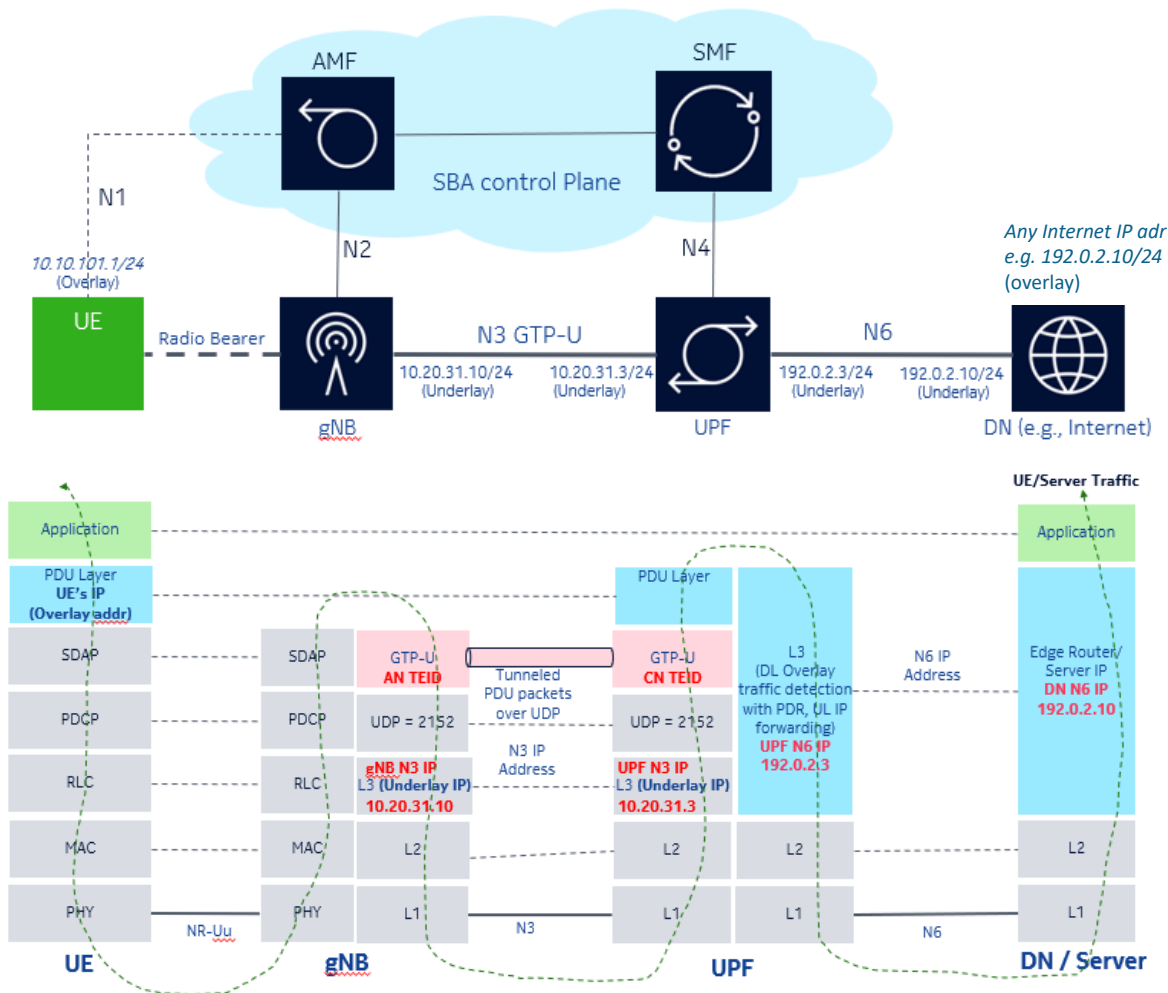 AMF
SMF
SBA control Plane
N1
N2
N4
Any Internet IP adr
e.g. 192.0.2.10/24
(overlay)
10.10.101.1/24
(Overlay)
UE
Radio Bearer
N3 GTP-U
N6
10.20.31.10/24
(Underlay)
10.20.31.3/24
(Underlay)
192.0.2.3/24
(Underlay)
192.0.2.10/24
(Underlay)
gNB
UPF
DN (e.g., Internet)
UE/Server Traffic
Application
Application
PDU Layer
UE's IP
(Overlay addr)
PDU Layer
SDAP
SDAP
GTP-U
AN TEID
Tunneled
PDU packets
over UDP
GTP-U
CN TEID
L3
(DL Overlay
traffic detection
with PDR, UL IP
forwarding)
UPF N6 IP
192.0.2.3
N6 IP
Address
Edge Router/
Server IP
DN N6 IP
192.0.2.10
PDCP
PDCP
UDP = 2152
UDP = 2152
N3 IP
Address
RLC
RLC
gNB N3 IP
L3 (Underlay IP)
10.20.31.10
UPF N3 IP
L3 (Underlay IP)
10.20.31.3
MAC
MAC
L2
L2
L2
L2
PHY
PHY
L1
L1
L1
L1
NR-Uu
N3
N6
UE
gNB
UPF
DN / Server